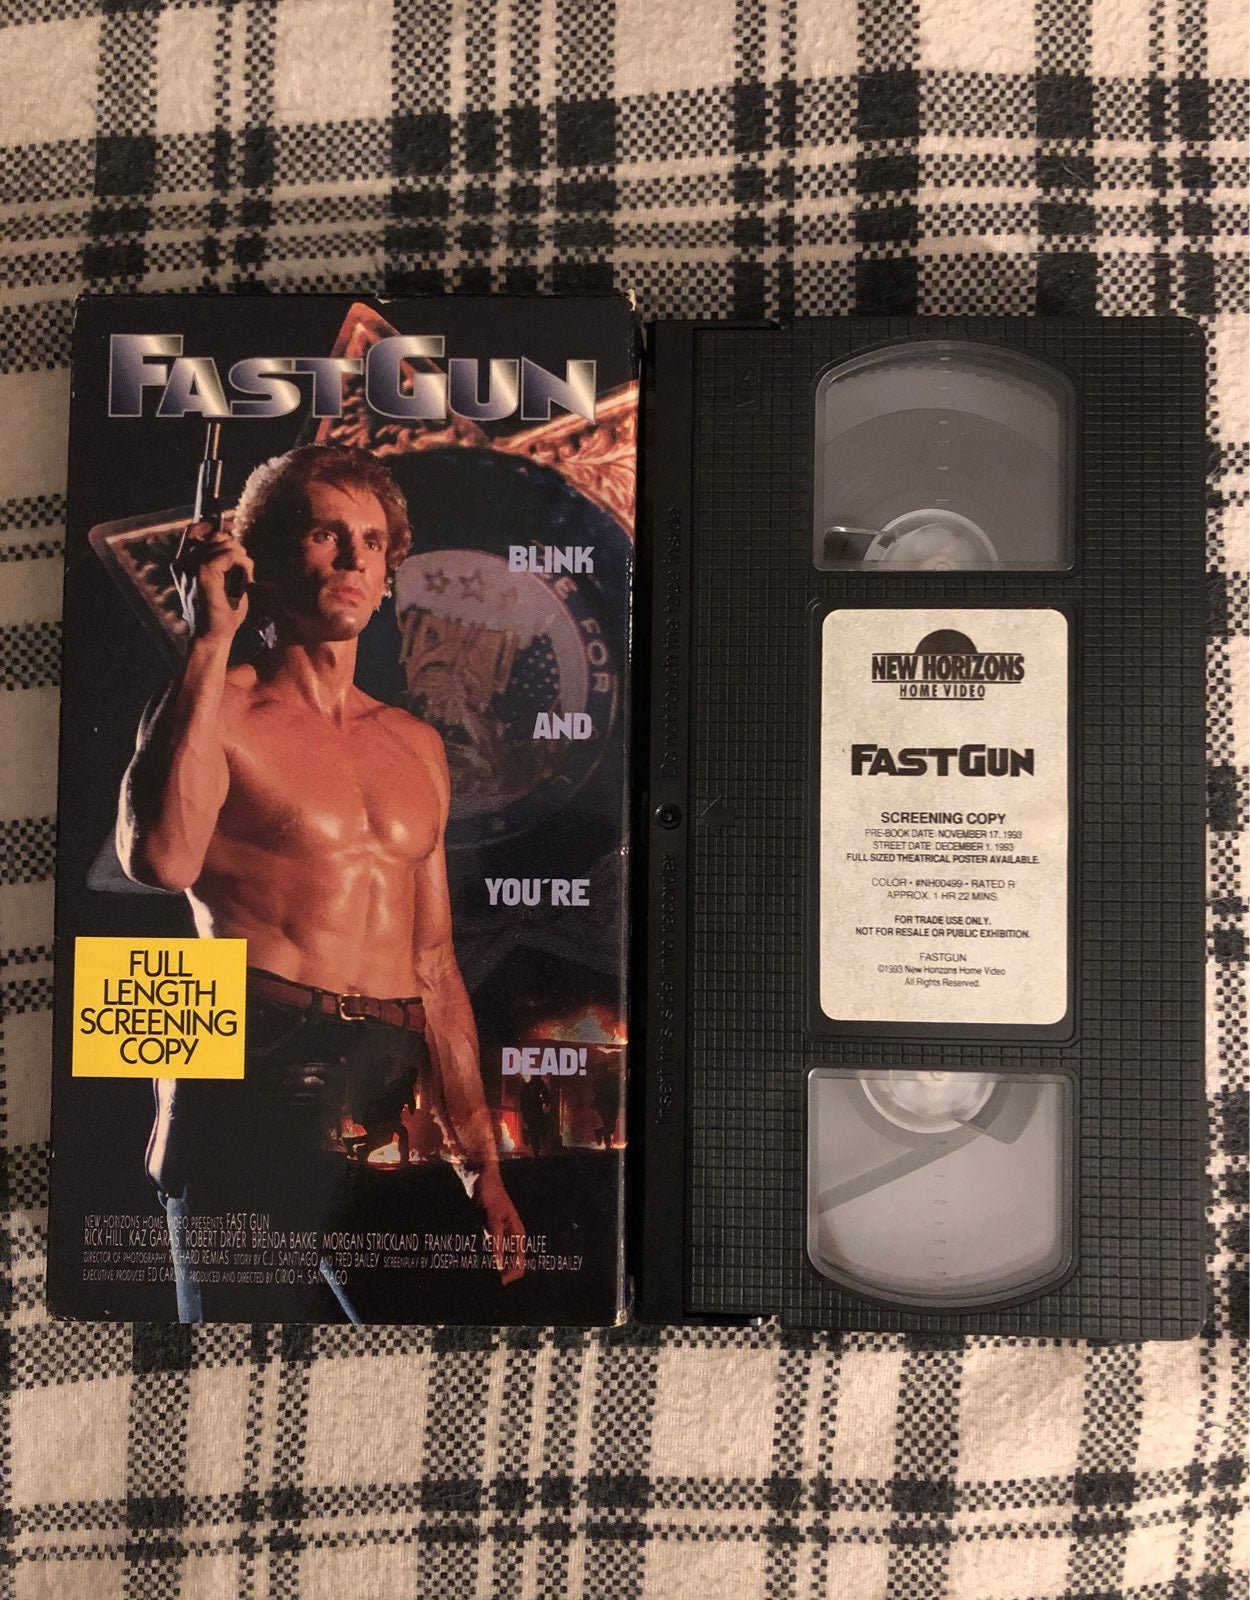 FAST GUN
BLINK
AND
YOU'RE
DEAD!
FULL
LENGTH
SCREENING
COPY
NEW HORIZONS HOME VIDEO PRESENTS FAST GUN
RICK HILL KAZ GARAS ROBERT DRYER BRENDA BAKKE MORGAN STRICKLAND FRANK DIAZ KEN METCALFE
DIRECTOR OF PHOTOGRAPHY RICHARD REMIAS STORY BY C.J. SANTIAGO AND FRED BAILEY SCREENPLAY BY JOSEPH MARI AVELLANA AND FRED BAILEY
EXECUTIVE PRODUCER ED CARLIN PRODUCED AND DIRECTED BY CIRIO H. SANTIAGO
E FOR
VHS
Do not touch the tape inside
Insert this side into recorder
NEW HORIZONS
HOME VIDEO
FAST GUN
SCREENING COPY
PRE-BOOK DATE: NOVEMBER 17, 1993
STREET DATE: DECEMBER 1, 1993
FULL SIZED THEATRICAL POSTER AVAILABLE.
COLOR • #NH00499 • RATED R
APPROX. 1 HR 22 MINS.
FOR TRADE USE ONLY.
NOT FOR RESALE OR PUBLIC EXHIBITION.
FASTGUN
©1993 New Horizons Home Video
All Rights Reserved.